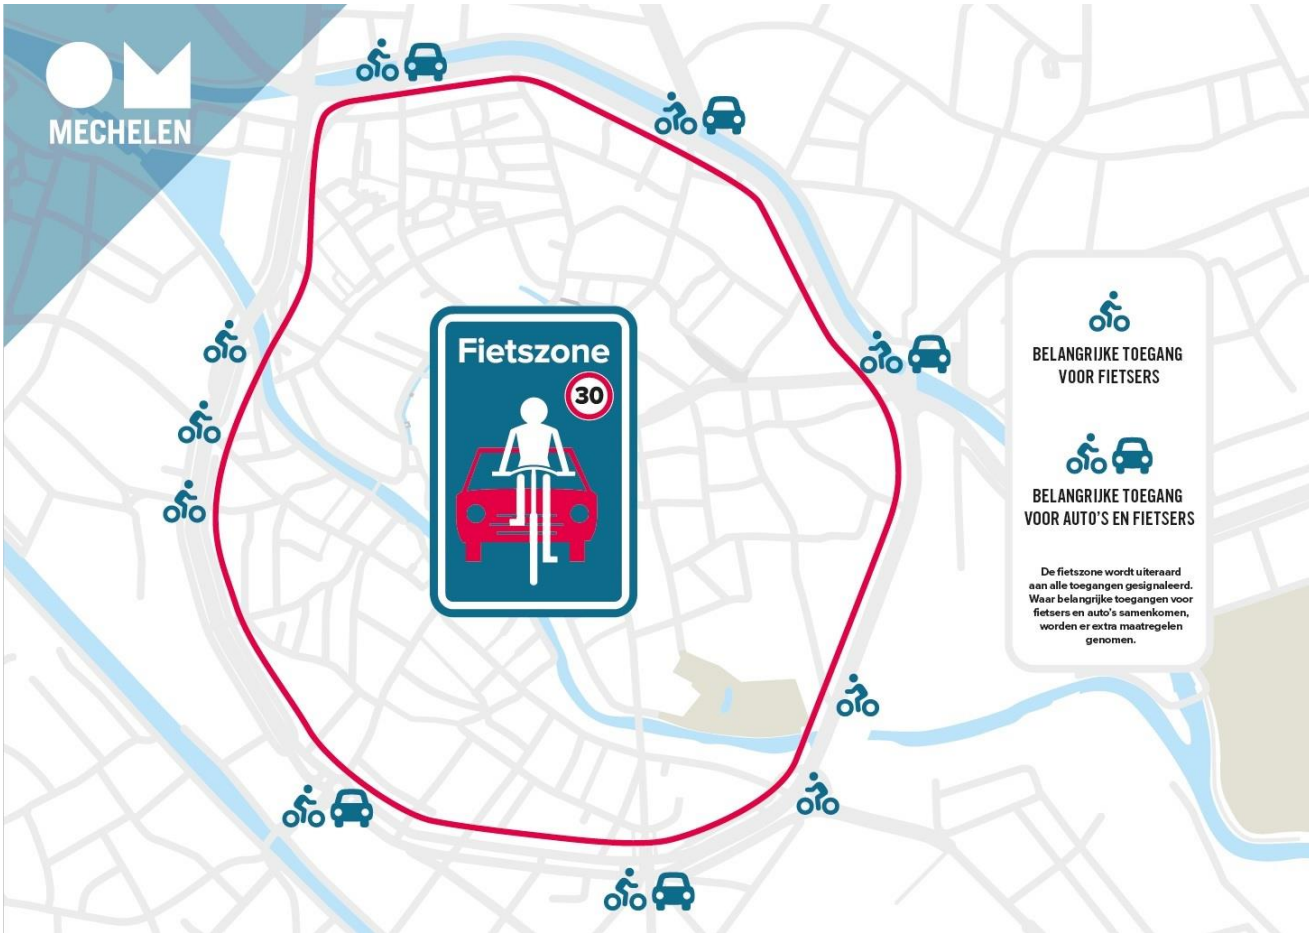 MECHELEN
Fietszone
30
BELANGRIJKE TOEGANG
VOOR FIETSERS
BELANGRIJKE TOEGANG
VOOR AUTO'S EN FIETSERS
De fietszone wordt uiteraard
aan alle toegangen gesignaleerd.
Waar belangrijke toegangen voor
fietsers en auto's samenkomen,
worden er extra maatregelen
genomen.